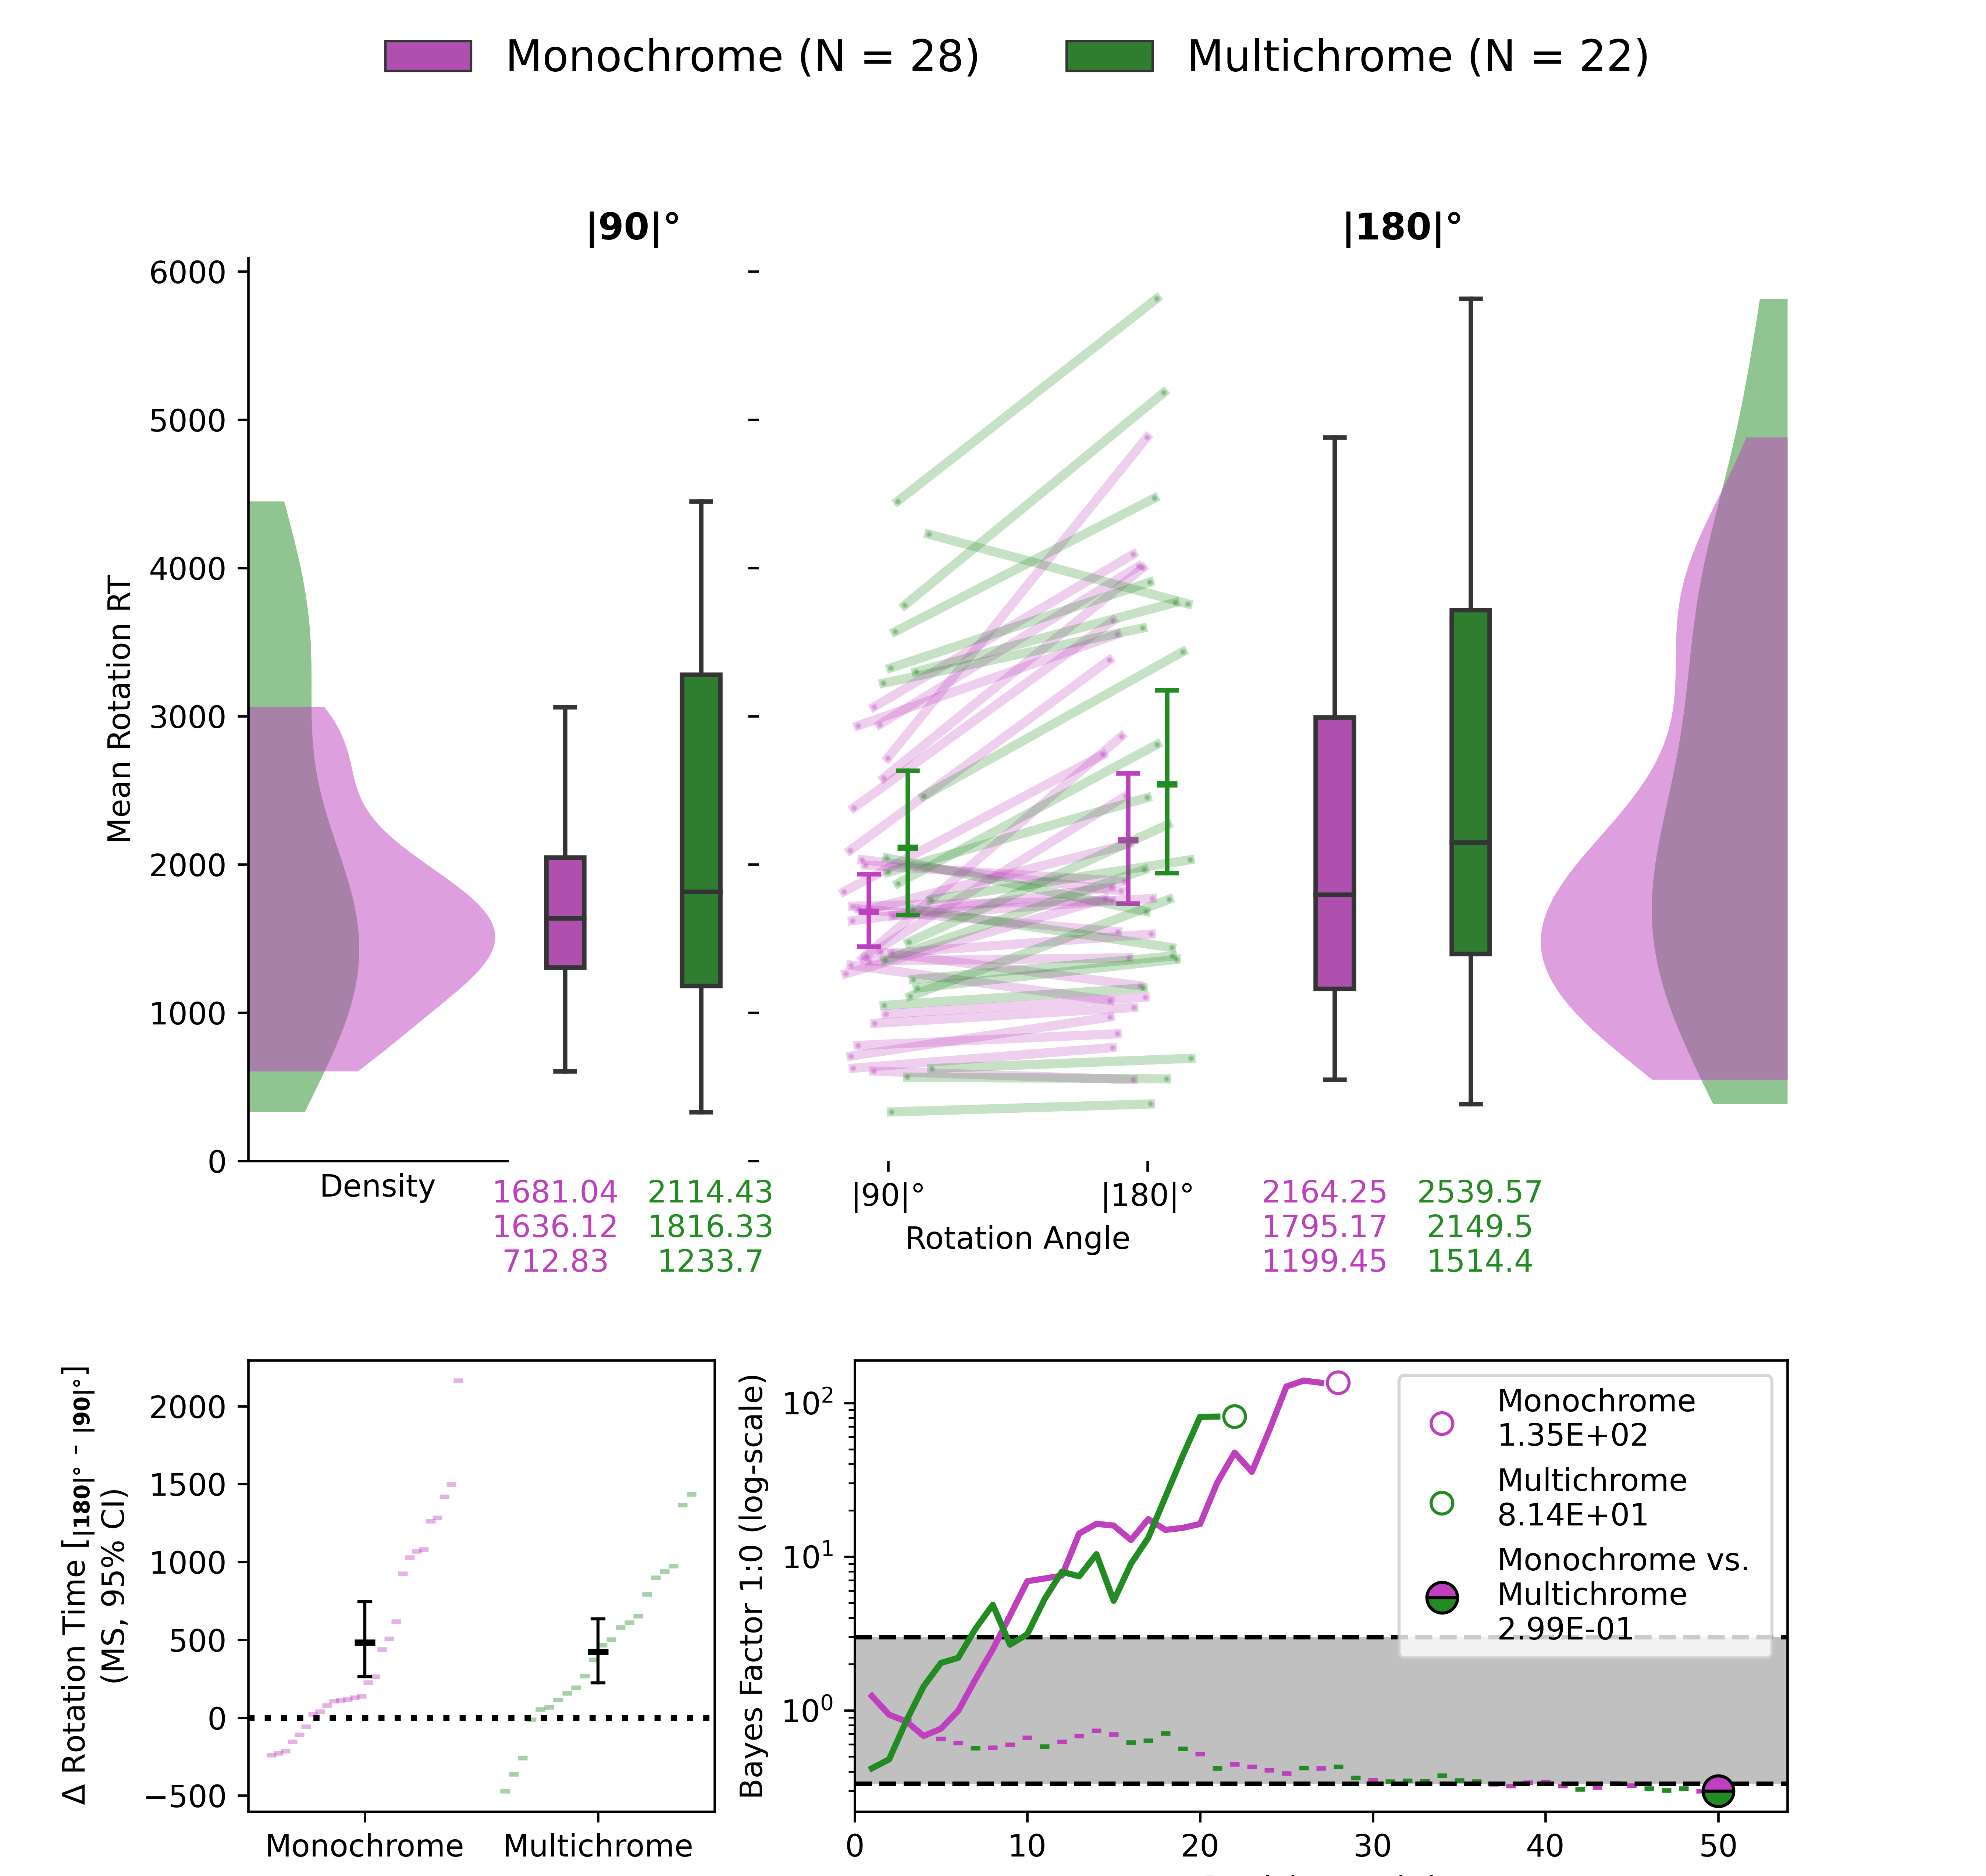 Monochrome (N = 28)
Multichrome (N = 22)
|90|°
|180|°
6000
5000
4000
3000
2000
1000
0
Mean Rotation RT
Density
1681.04 2114.43
1636.12 1816.33
712.83 1233.7
|90|° |180|°
Rotation Angle
2164.25 2539.57
1795.17 2149.5
1199.45 1514.4
Δ Rotation Time [|180|° - |90|°]
(MS, 95% CI)
2000
1500
1000
500
0
−500
Monochrome Multichrome
Bayes Factor 1:0 (log-scale)
10²
10¹
10⁰
Monochrome
1.35E+02
Multichrome
8.14E+01
Monochrome vs.
Multichrome
2.99E-01
0 10 20 30 40 50